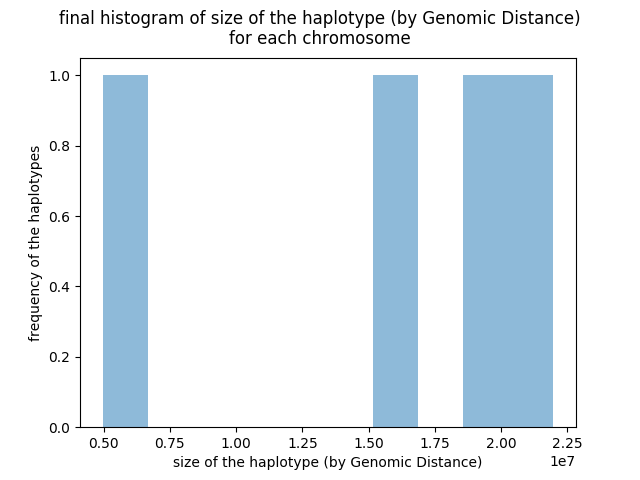 final histogram of size of the haplotype (by Genomic Distance)
for each chromosome
frequency of the haplotypes
1.0
0.8
0.6
0.4
0.2
0.0
0.50 0.75 1.00 1.25 1.50 1.75 2.00 2.25
1e7
size of the haplotype (by Genomic Distance)